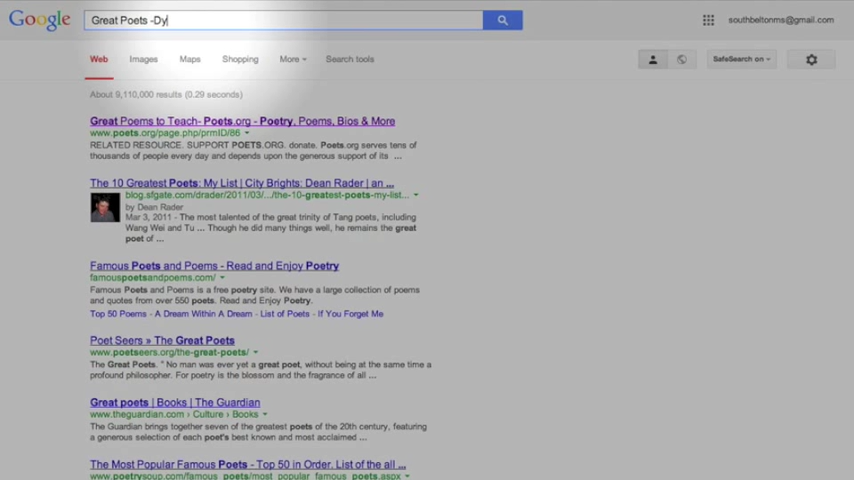 Google
Great Poets -Dy
southbeltonms@gmail.com
Web Images Maps Shopping More Search tools
SafeSearch on
About 9,110,000 results (0.29 seconds)
Great Poems to Teach- Poets.org - Poetry, Poems, Bios & More
www.poets.org/page.php/prmID/86
RELATED RESOURCE. SUPPORT POETS.ORG. donate. Poets.org serves tens
of thousands of people every day and depends upon the generous support of its ...
The 10 Greatest Poets: My List | City Brights: Dean Rader | an ...
blog.sfgate.com/drader/2011/03/.../the-10-greatest-poets-my-list...
by Dean Rader
Mar 3, 2011 - The most talented of the great trinity of Tang poets, including
Wang Wei and Tu ... Though he did many things well, he remains the great
poet of ...
Famous Poets and Poems - Read and Enjoy Poetry
famouspoetsandpoems.com/
Famous Poets and Poems is a free poetry site. We have a large collection of poems
and quotes from over 550 poets. Read and Enjoy Poetry.
Top 50 Poems - A Dream Within A Dream - List of Poets - If You Forget Me
Poet Seers » The Great Poets
www.poetseers.org/the-great-poets/
The Great Poets. " No man was ever yet a great poet, without being at the same time a
profound philosopher. For poetry is the blossom and the fragrance of all ...
Great poets | Books | The Guardian
www.theguardian.com › Culture › Books
The Guardian brings together seven of the greatest poets of the 20th century, featuring
a generous selection of each poet's best known and most acclaimed ...
The Most Popular Famous Poets - Top 50 in Order. List of the all ...
www.poetrysoup.com/famous_poets/most_popular_famous_poets.aspx